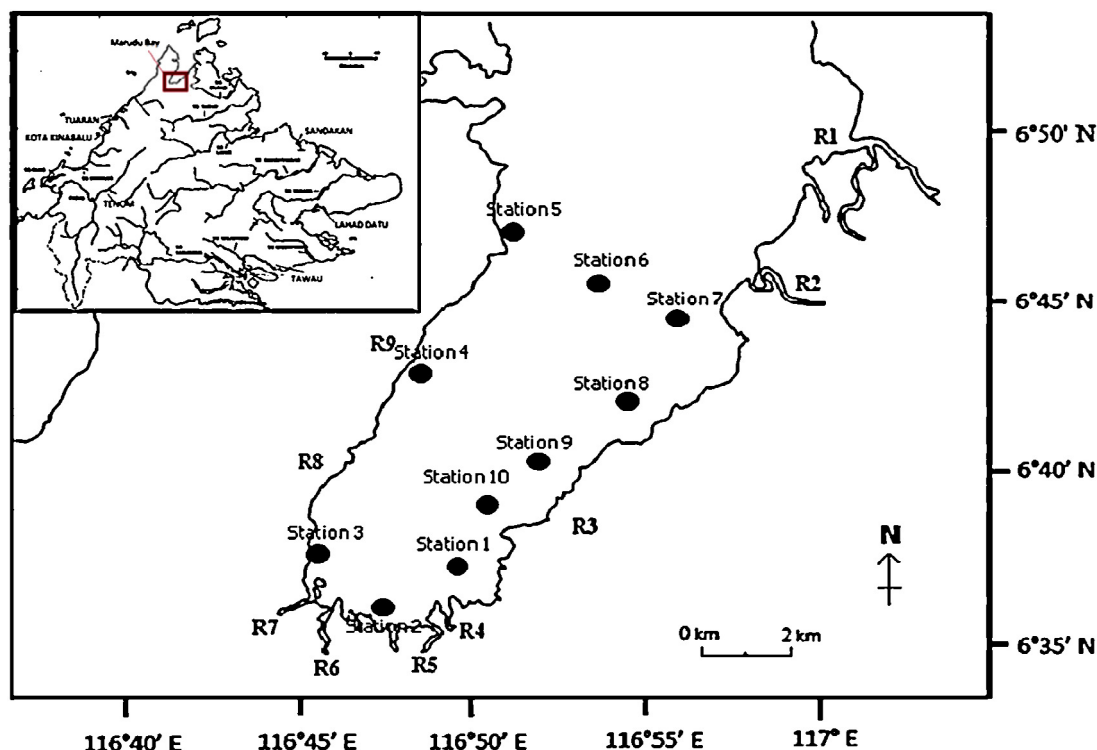 Marudu Bay
TUARAN
KOTA KINABALU
SANDAKAN
TENOM
LAHAD DATU
TAWAU
Station 5
Station 6
Station 7
R9
Station 4
Station 8
R8
Station 9
Station 10
Station 3
Station 1
R3
R7
Station 2
R4
R6
R5
R1
R2
N
0 km 2 km
6°50' N
6°45' N
6°40' N
6°35' N
116°40' E
116°45' E
116°50' E
116°55' E
117° E